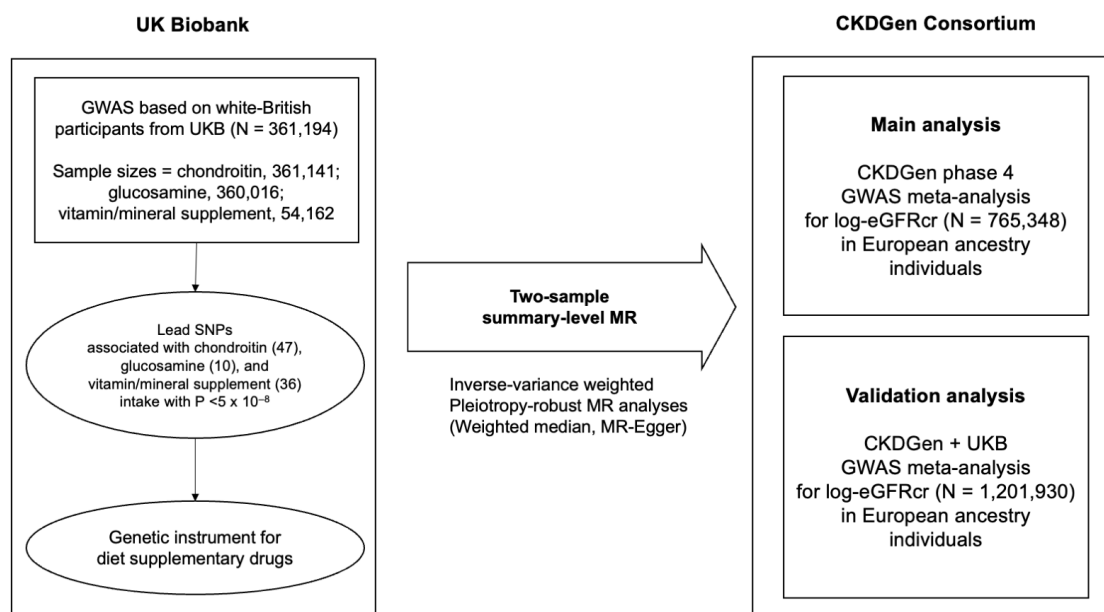 UK Biobank
GWAS based on white-British
participants from UKB (N = 361,194)
Sample sizes = chondroitin, 361,141;
glucosamine, 360,016;
vitamin/mineral supplement, 54,162
Lead SNPs
associated with chondroitin (47),
glucosamine (10), and
vitamin/mineral supplement (36)
intake with P <5 x 10⁻⁸
Genetic instrument for
diet supplementary drugs
Two-sample
summary-level MR
Inverse-variance weighted
Pleiotropy-robust MR analyses
(Weighted median, MR-Egger)
CKDGen Consortium
Main analysis
CKDGen phase 4
GWAS meta-analysis
for log-eGFRcr (N = 765,348)
in European ancestry
individuals
Validation analysis
CKDGen + UKB
GWAS meta-analysis
for log-eGFRcr (N = 1,201,930)
in European ancestry
individuals